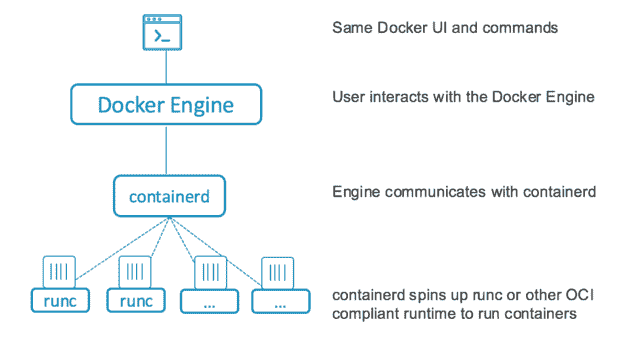 >_
Same Docker UI and commands
Docker Engine
User interacts with the Docker Engine
containerd
Engine communicates with containerd
runc
runc
...
...
containerd spins up runc or other OCI
compliant runtime to run containers